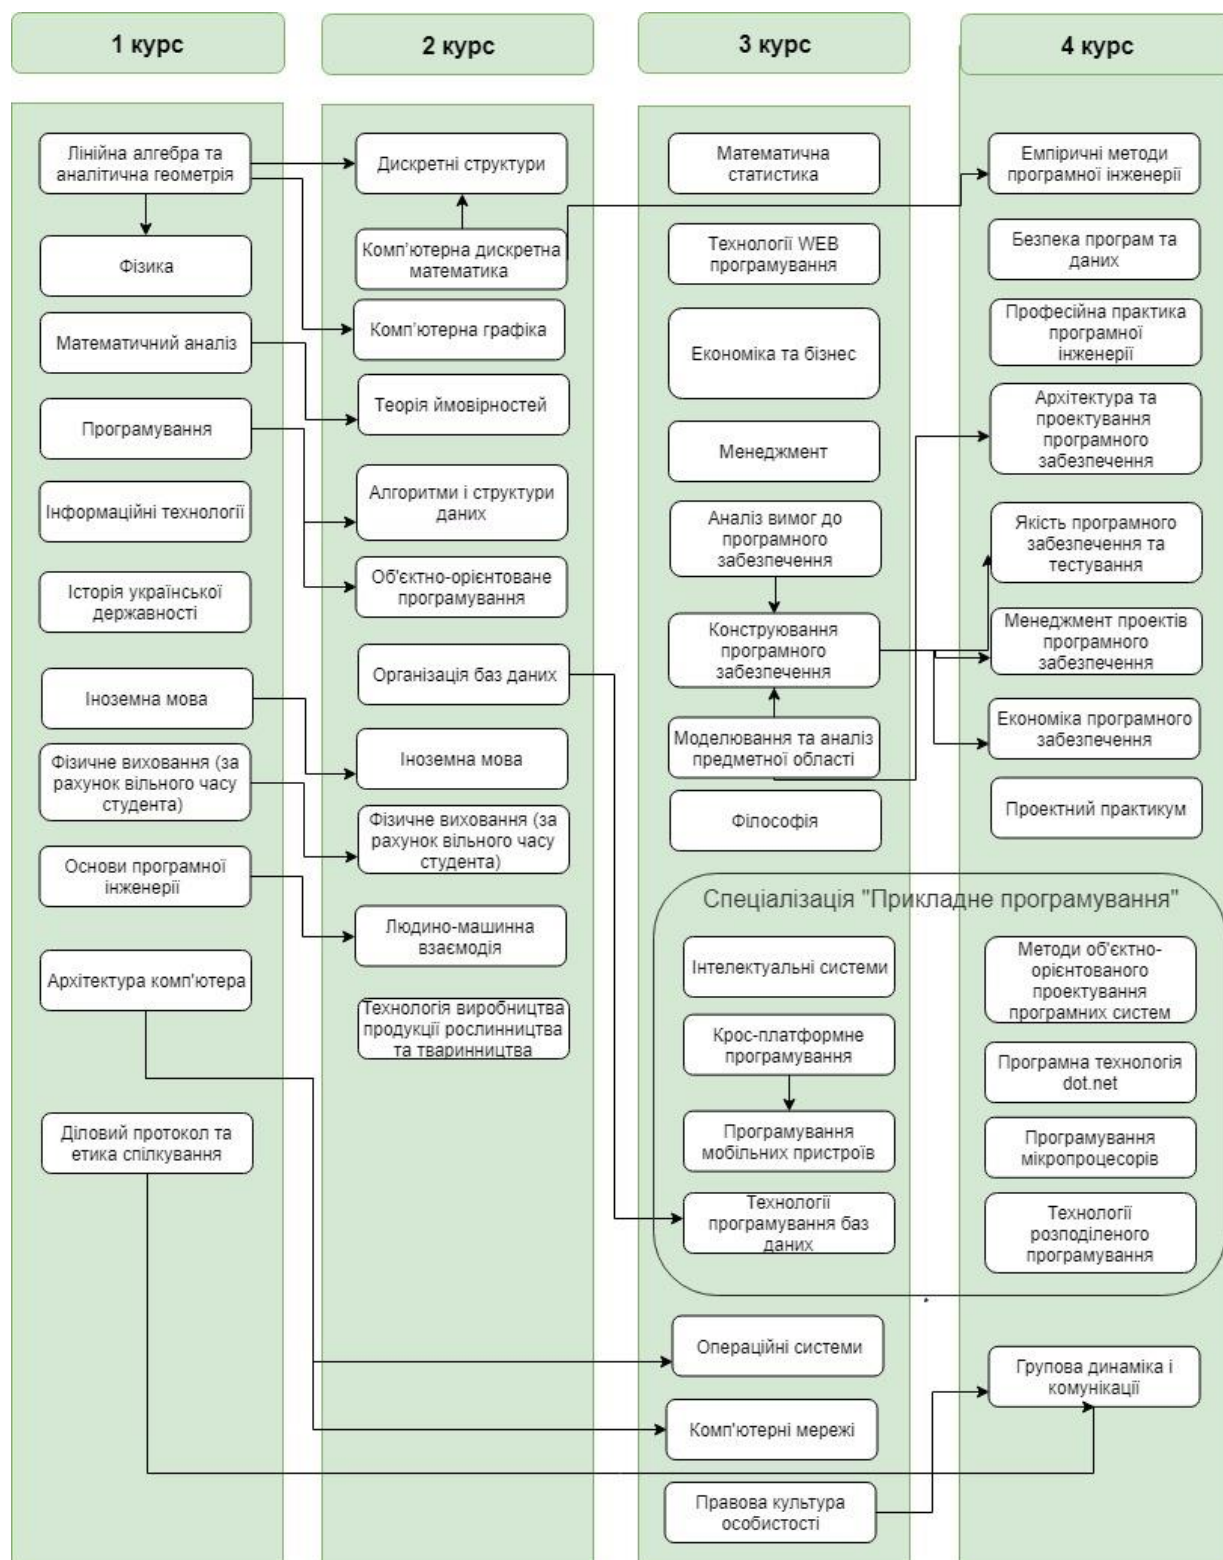 1 курс
2 курс
3 курс
4 курс
Лінійна алгебра та
аналітична геометрія
Фізика
Математичний аналіз
Програмування
Інформаційні технології
Історія української
державності
Іноземна мова
Фізичне виховання (за
рахунок вільного часу
студента)
Основи програмної
інженерії
Архітектура комп'ютера
Діловий протокол та
етика спілкування
Дискретні структури
Комп’ютерна дискретна
математика
Комп’ютерна графіка
Теорія ймовірностей
Алгоритми і структури
даних
Об'єктно-орієнтоване
програмування
Організація баз даних
Іноземна мова
Фізичне виховання (за
рахунок вільного часу
студента)
Людино-машинна
взаємодія
Технологія виробництва
продукції рослинництва
та тваринництва
Математична
статистика
Технології WEB
програмування
Економіка та бізнес
Менеджмент
Аналіз вимог до
програмного
забезпечення
Конструювання
програмного
забезпечення
Моделювання та аналіз
предметної області
Філософія
Емпіричні методи
програмної інженерії
Безпека програм та
даних
Професійна практика
програмної
інженерії
Архітектура та
проектування
програмного
забезпечення
Якість програмного
забезпечення та
тестування
Менеджмент проектів
програмного
забезпечення
Економіка програмного
забезпечення
Проектний практикум
Спеціалізація "Прикладне програмування"
Інтелектуальні системи
Крос-платформне
програмування
Програмування
мобільних пристроїв
Технології
програмування баз
даних
Методи об'єктно-
орієнтованого
проектування
програмних систем
Програмна технологія
dot.net
Програмування
мікропроцесорів
Технології
розподіленого
програмування
Операційні системи
Комп'ютерні мережі
Правова культура
особистості
Групова динаміка і
комунікації